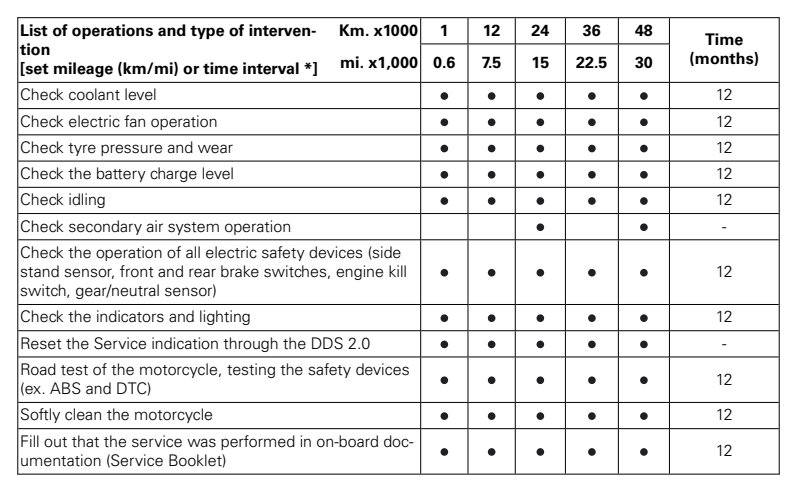 List of operations and type of interven- Km. x1000 1 12 24 36 48 Time
tion
[set mileage (km/mi) or time interval *] mi. x1,000 0.6 7.5 15 22.5 30 (months)
Check coolant level ● ● ● ● ● 12
Check electric fan operation ● ● ● ● ● 12
Check tyre pressure and wear ● ● ● ● ● 12
Check the battery charge level ● ● ● ● ● 12
Check idling ● ● ● ● ● 12
Check secondary air system operation ● ● -
Check the operation of all electric safety devices (side
stand sensor, front and rear brake switches, engine kill ● ● ● ● ● 12
switch, gear/neutral sensor)
Check the indicators and lighting ● ● ● ● ● 12
Reset the Service indication through the DDS 2.0 ● ● ● ● ● -
Road test of the motorcycle, testing the safety devices ● ● ● ● ● 12
(ex. ABS and DTC)
Softly clean the motorcycle ● ● ● ● ● 12
Fill out that the service was performed in on-board doc- ● ● ● ● ● 12
umentation (Service Booklet)